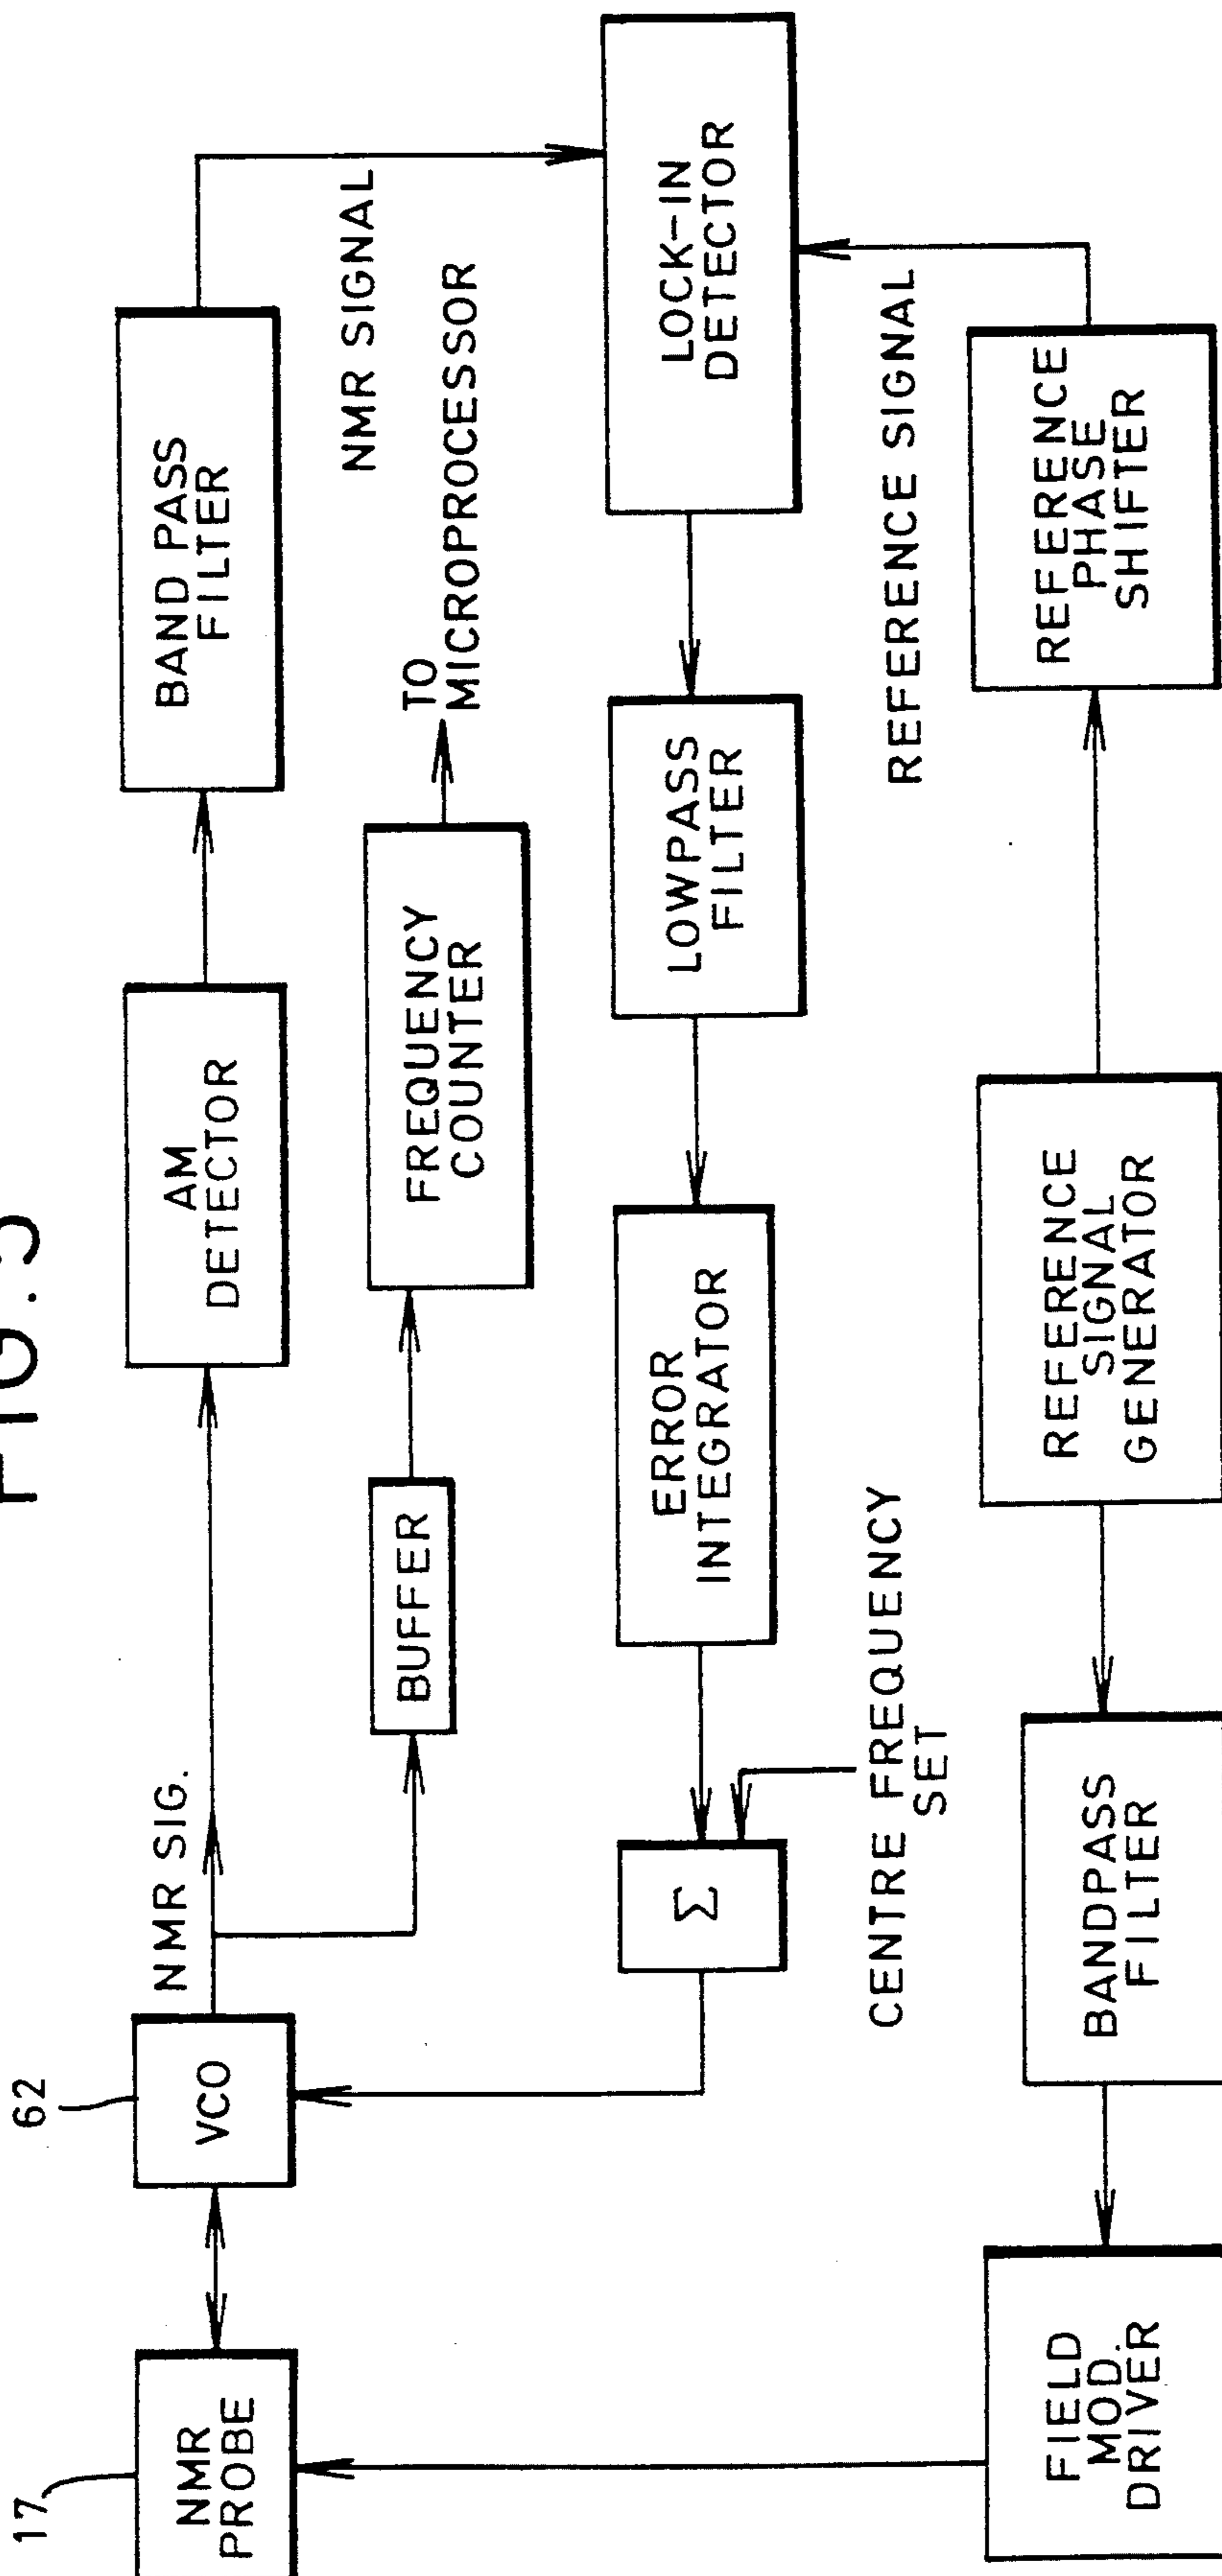 FIG.
17
62
NMR
PROBE
VCO
NMR SIG.
AM
DETECTOR
BAND PASS
FILTER
NMR SIGNAL
BUFFER
FREQUENCY
COUNTER
TO
MICROPROCESSOR
Σ
ERROR
INTEGRATOR
LOWPASS
FILTER
LOCK-IN
DETECTOR
CENTRE FREQUENCY
SET
REFERENCE SIGNAL
FIELD
MOD.
DRIVER
BANDPASS
FILTER
REFERENCE
SIGNAL
GENERATOR
REFERENCE
PHASE
SHIFTER